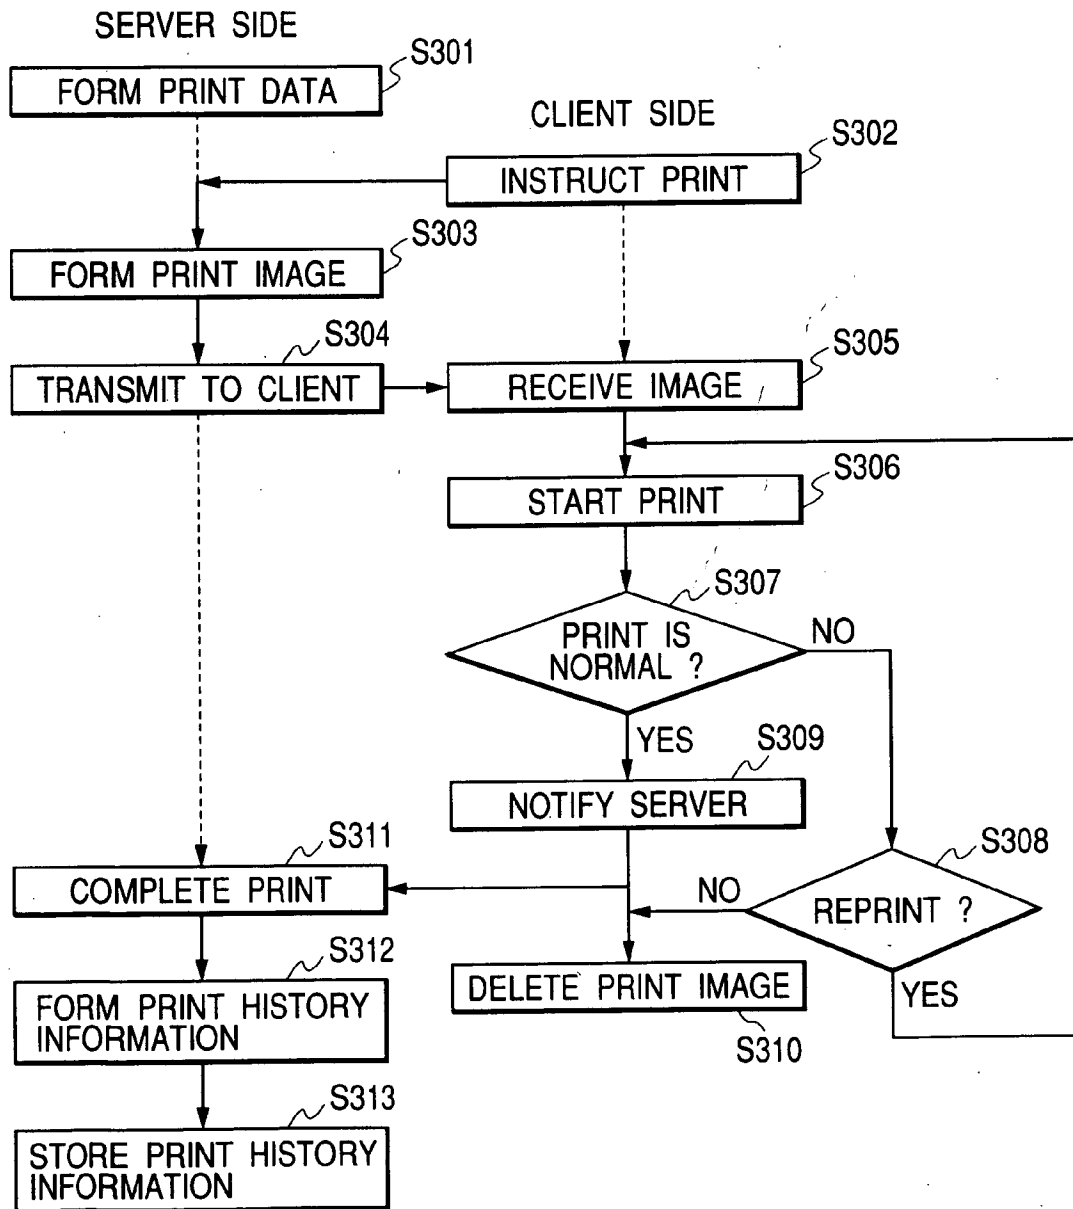 SERVER SIDE
S301
FORM PRINT DATA
CLIENT SIDE
S302
INSTRUCT PRINT
S303
FORM PRINT IMAGE
S304
TRANSMIT TO CLIENT
S305
RECEIVE IMAGE
S306
START PRINT
S307
PRINT IS
NORMAL ?
NO
YES
S309
NOTIFY SERVER
S308
REPRINT ?
NO
YES
S311
COMPLETE PRINT
DELETE PRINT IMAGE
S310
S312
FORM PRINT HISTORY
INFORMATION
S313
STORE PRINT HISTORY
INFORMATION